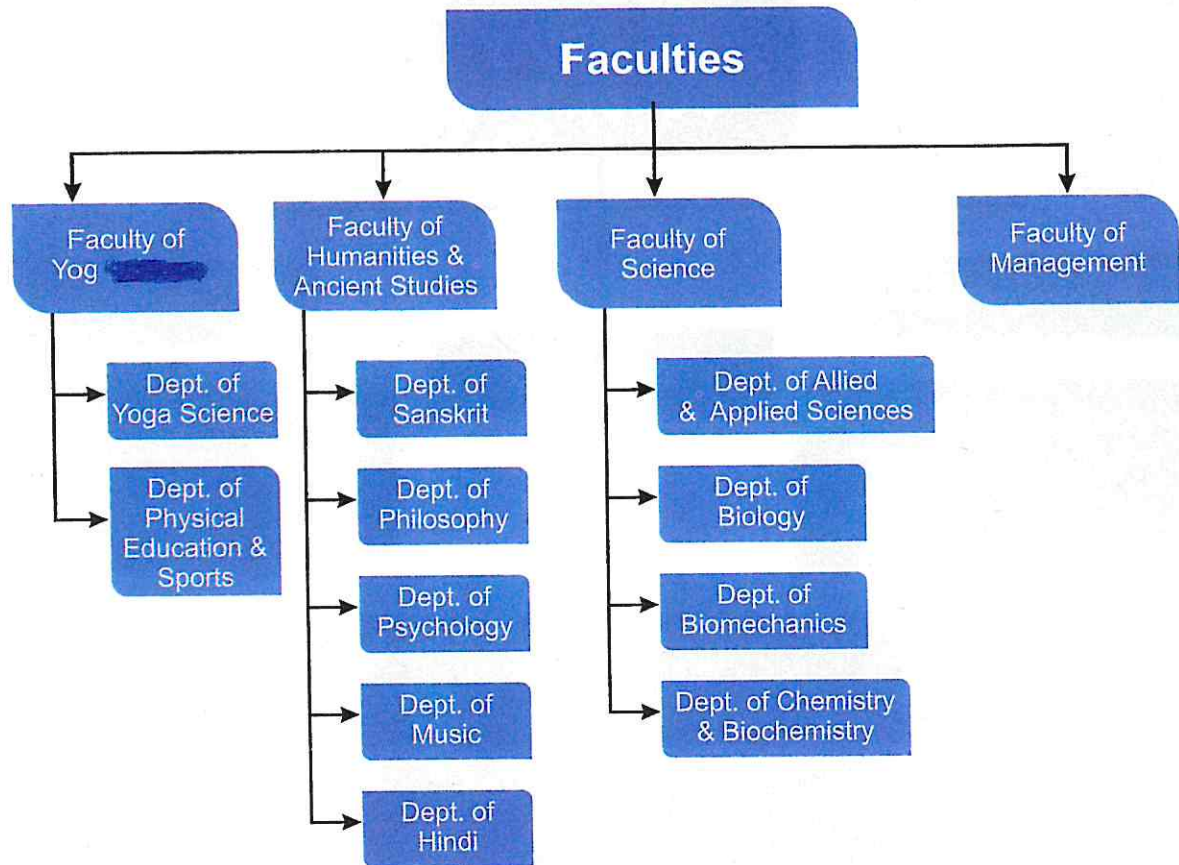 Faculties
Faculty of
Yog
Faculty of
Humanities &
Ancient Studies
Faculty of
Science
Faculty of
Management
Dept. of
Yoga Science
Dept. of
Physical
Education &
Sports
Dept. of
Sanskrit
Dept. of
Philosophy
Dept. of
Psychology
Dept. of
Music
Dept. of
Hindi
Dept. of Allied
& Applied Sciences
Dept. of
Biology
Dept. of
Biomechanics
Dept. of Chemistry
& Biochemistry